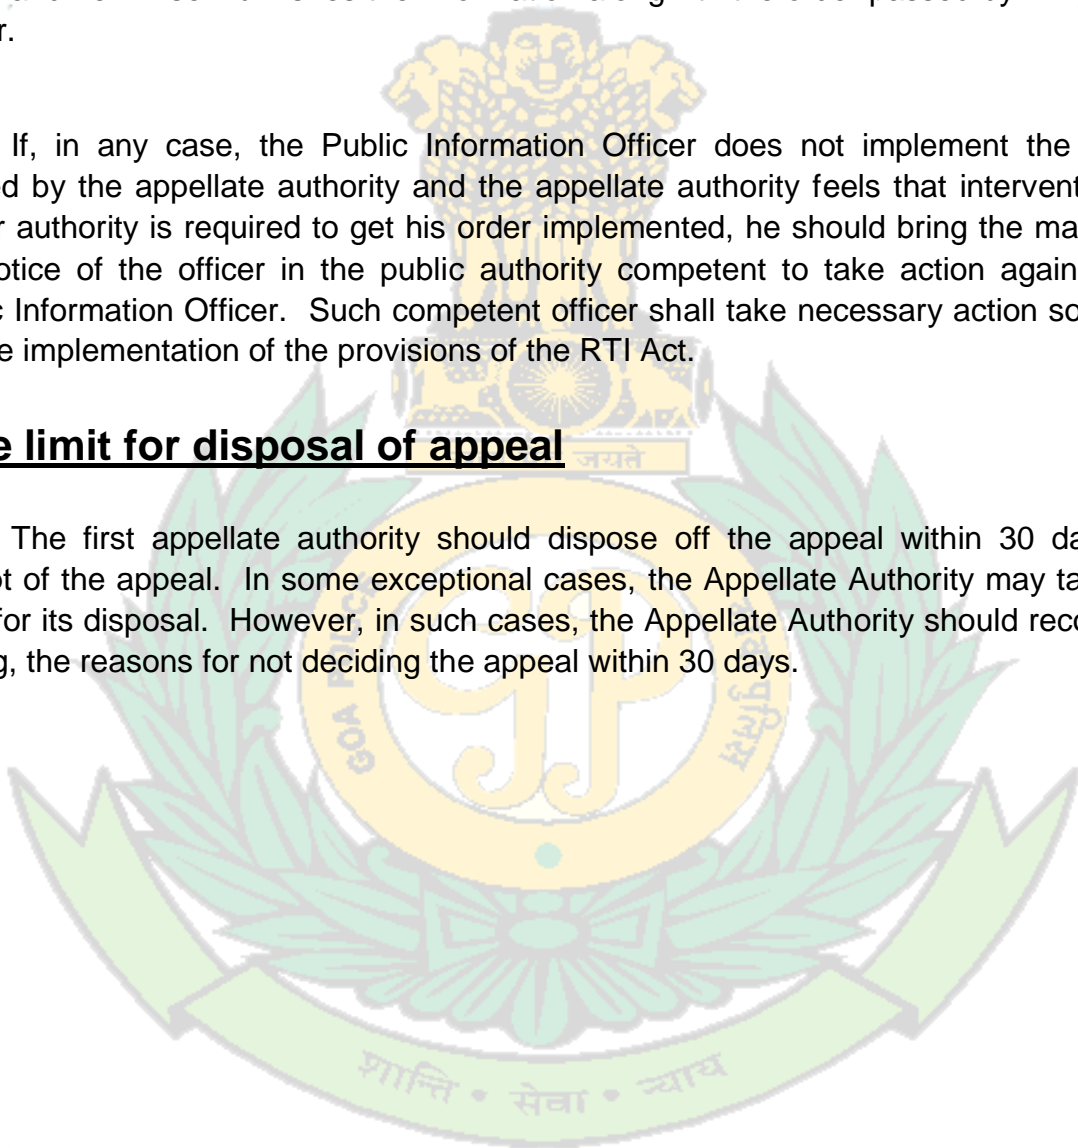 r.
If, in any case, the Public Information Officer does not implement the
ed by the appellate authority and the appellate authority feels that intervent
r authority is required to get his order implemented, he should bring the ma
otice of the officer in the public authority competent to take action again
c Information Officer. Such competent officer shall take necessary action so
e implementation of the provisions of the RTI Act.
e limit for disposal of appeal
जयते
The first appellate authority should dispose off the appeal within 30 da
ot of the appeal. In some exceptional cases, the Appellate Authority may ta
for its disposal. However, in such cases, the Appellate Authority should reco
g, the reasons for not deciding the appeal within 30 days.
GOA POLICE
पुलिस
GP
शान्ति • सेवा • न्याय